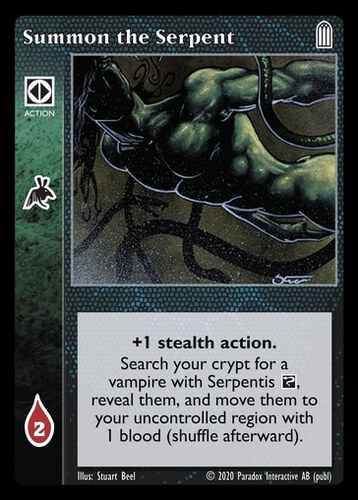 Summon the Serpent
ACTION
+1 stealth action.
Search your crypt for a
vampire with Serpentis ,
reveal them, and move them to
your uncontrolled region with
1 blood (shuffle afterward).
2
Illus: Stuart Beel © 2020 Paradox Interactive AB (publ)